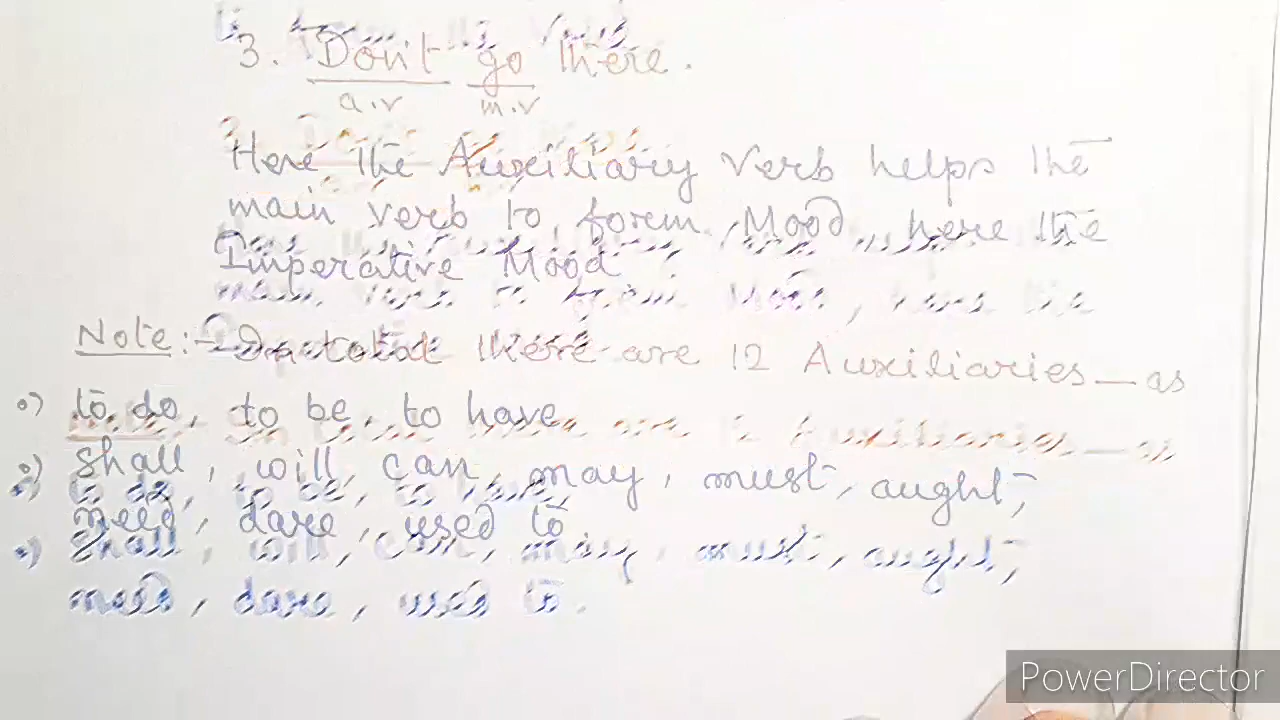 3. Don't go there.
a.v m.v
Here the Auxiliary Verb helps the
main verb to form Mood, here the
Imperative Mood
Note:- In total there are 12 Auxiliaries — as
to do, to be, to have
shall, will, can, may, must, aught,
need, dare, used to
PowerDirector